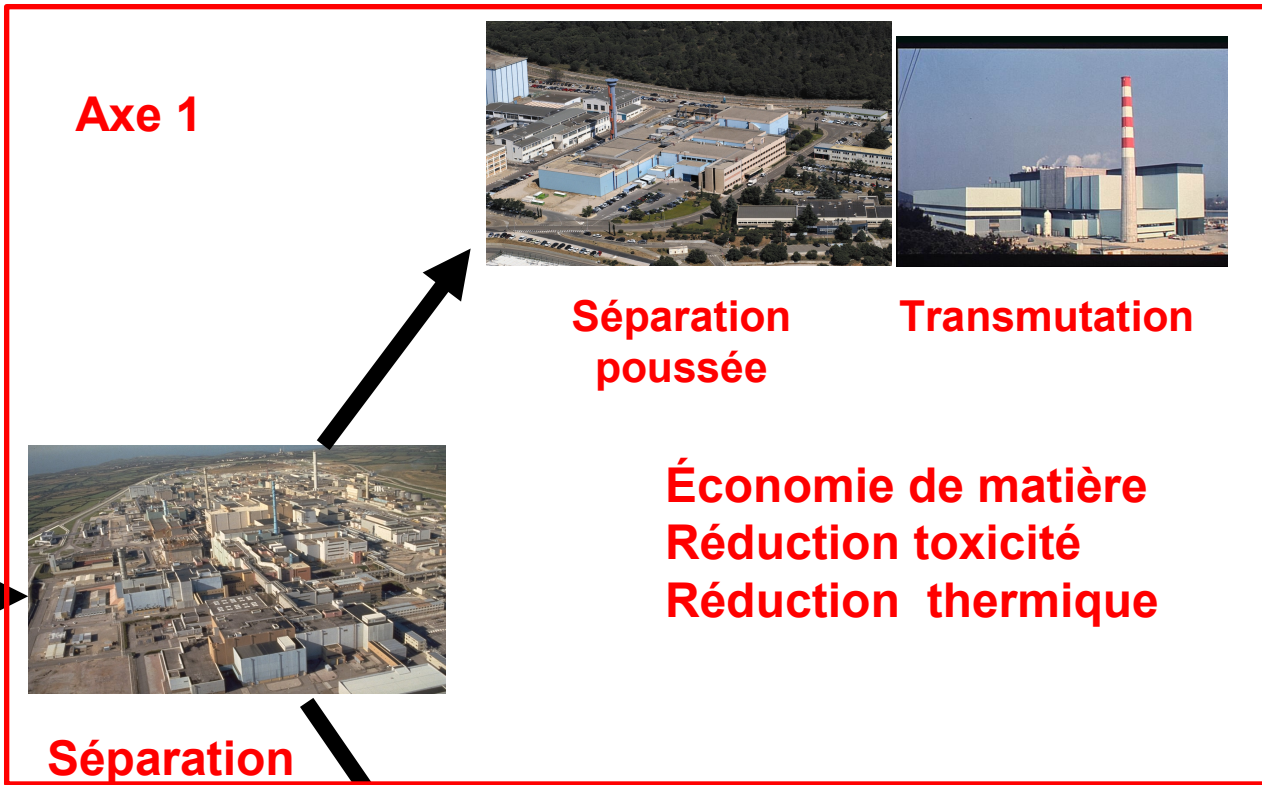 Axe 1
Séparation
poussée
Transmutation
Économie de matière
Réduction toxicité
Réduction  thermique
Séparation